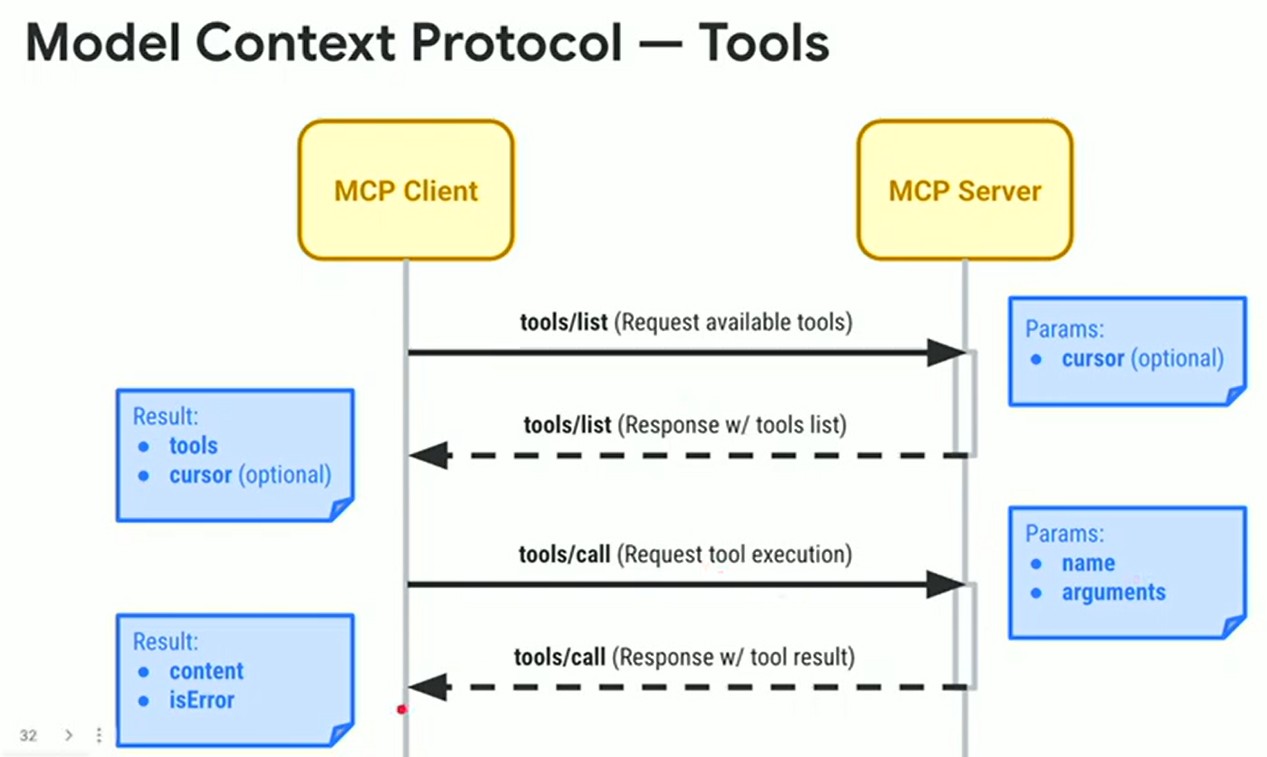 Model Context Protocol — Tools
MCP Client
MCP Server
tools/list (Request available tools)
Params:
● cursor (optional)
tools/list (Response w/ tools list)
Result:
● tools
● cursor (optional)
tools/call (Request tool execution)
Params:
● name
● arguments
tools/call (Response w/ tool result)
Result:
● content
● isError
32